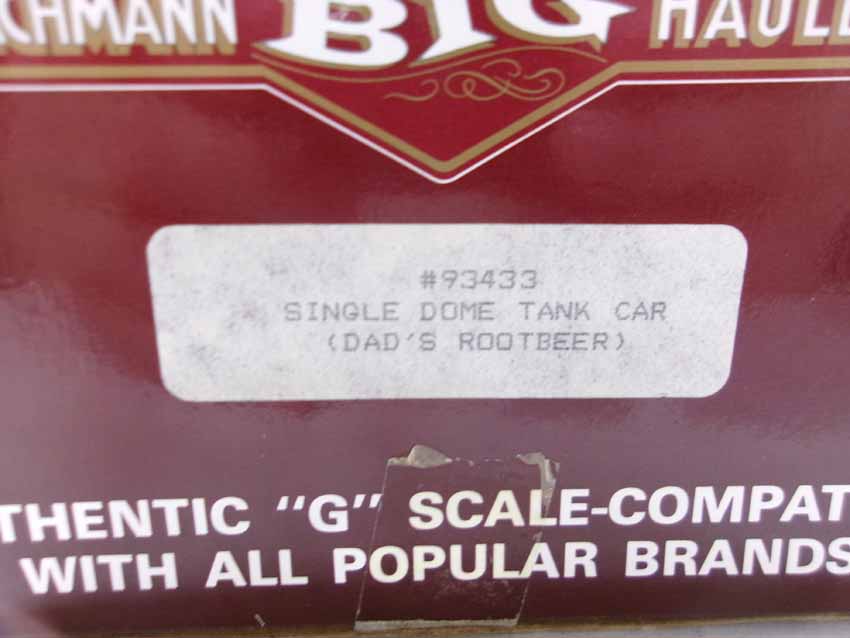 CHMANN BIG HAULE
#93433
SINGLE DOME TANK CAR
(DAD'S ROOTBEER)
THENTIC "G" SCALE-COMPAT
WITH ALL POPULAR BRANDS